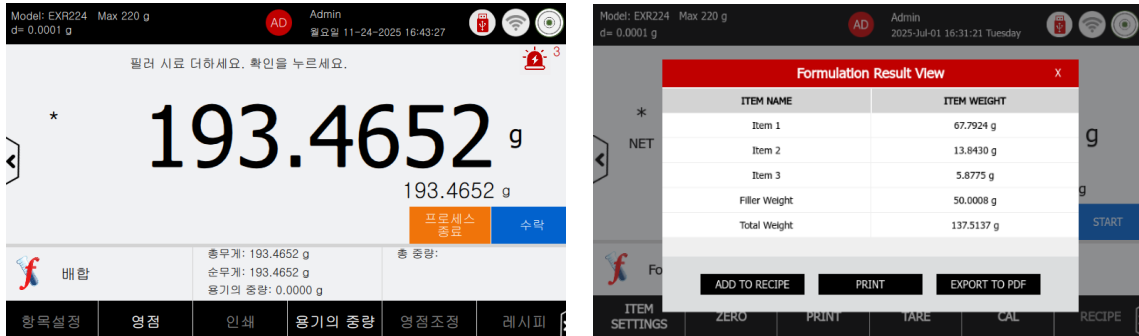 Model: EXR224 Max 220 g
d= 0.0001 g
AD
Admin
월요일 11-24-2025 16:43:27
필러 시료 더하세요. 확인을 누르세요.
3
*
193.4652 g
193.4652 g
프로세스
종료
수락
배합
총무게: 193.4652 g
순무게: 193.4652 g
용기의 중량: 0.0000 g
총 중량:
항목설정 영점 인쇄 용기의 중량 영점조정 레시피
Model: EXR224 Max 220 g
d= 0.0001 g
AD
Admin
2025-Jul-01 16:31:21 Tuesday
Formulation Result View X
ITEM NAME ITEM WEIGHT
Item 1 67.7924 g
Item 2 13.8430 g
Item 3 5.8775 g
Filler Weight 50.0008 g
Total Weight 137.5137 g
ADD TO RECIPE PRINT EXPORT TO PDF
*
NET
g
g
START
Fo
ITEM
SETTINGS
ZERO PRINT TARE CAL RECIPE